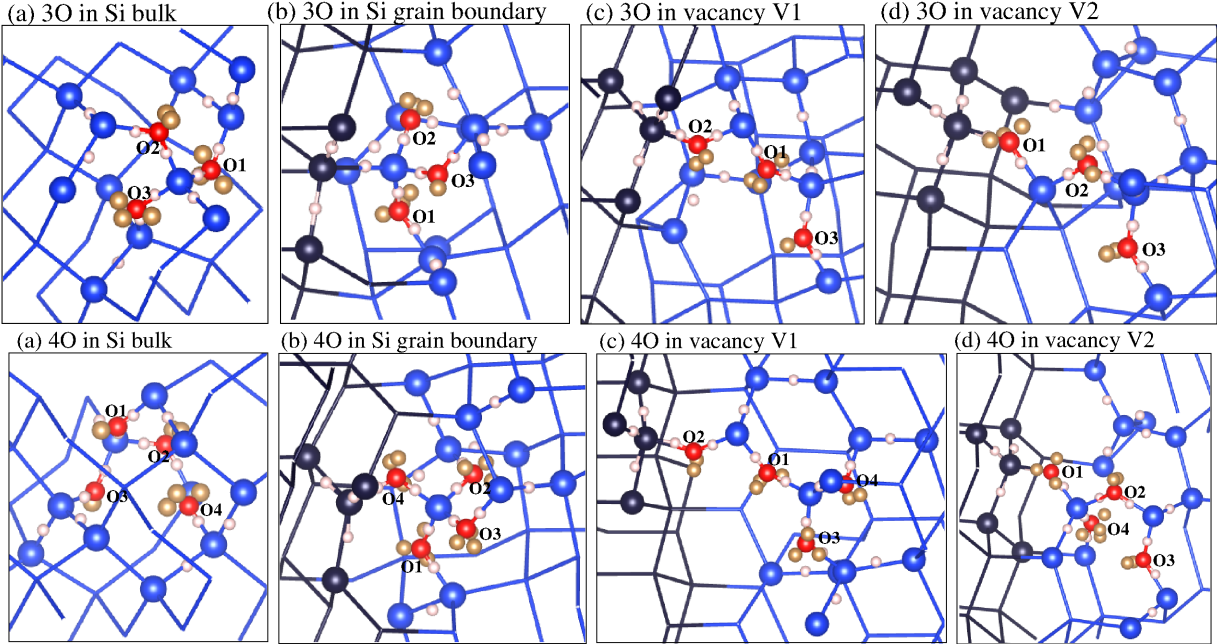 (a) 3O in Si bulk
(b) 3O in Si grain boundary
(c) 3O in vacancy V1
(d) 3O in vacancy V2
O2
O1
O3
O2
O3
O1
O2
O1
O3
O1
O2
O3
(a) 4O in Si bulk
(b) 4O in Si grain boundary
(c) 4O in vacancy V1
(d) 4O in vacancy V2
O1
O2
O3
O4
O4
O2
O3
O1
O2
O1
O4
O3
O1
O2
O4
O3